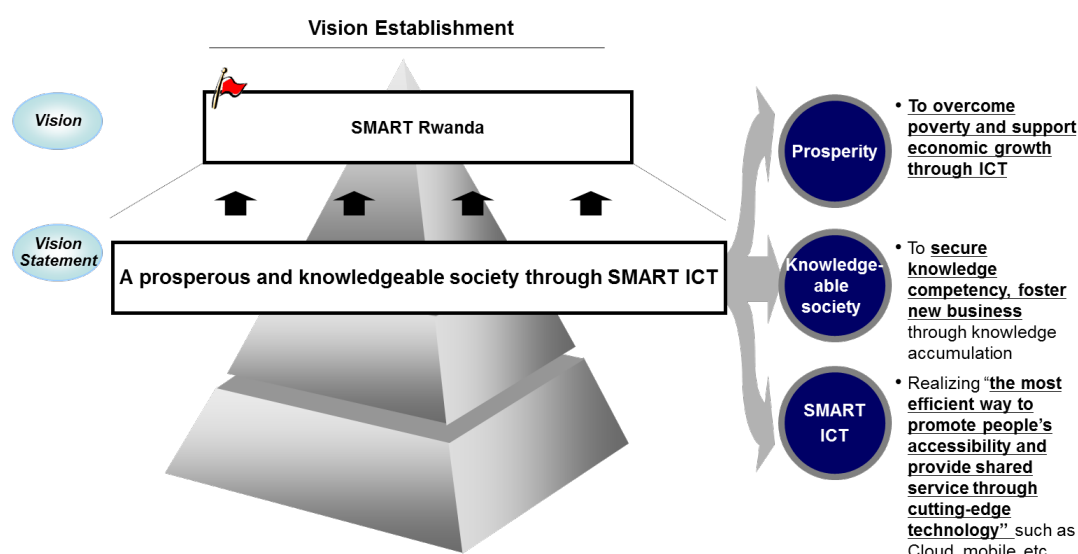 Vision Establishment
Vision
SMART Rwanda
Vision
Statement
A prosperous and knowledgeable society through SMART ICT
Prosperity
• To overcome
poverty and support
economic growth
through ICT
Knowledge-
able
society
• To secure
knowledge
competency, foster
new business
through knowledge
accumulation
SMART
ICT
• Realizing “the most
efficient way to
promote people’s
accessibility and
provide shared
service through
cutting-edge
technology” such as
Cloud, mobile, etc